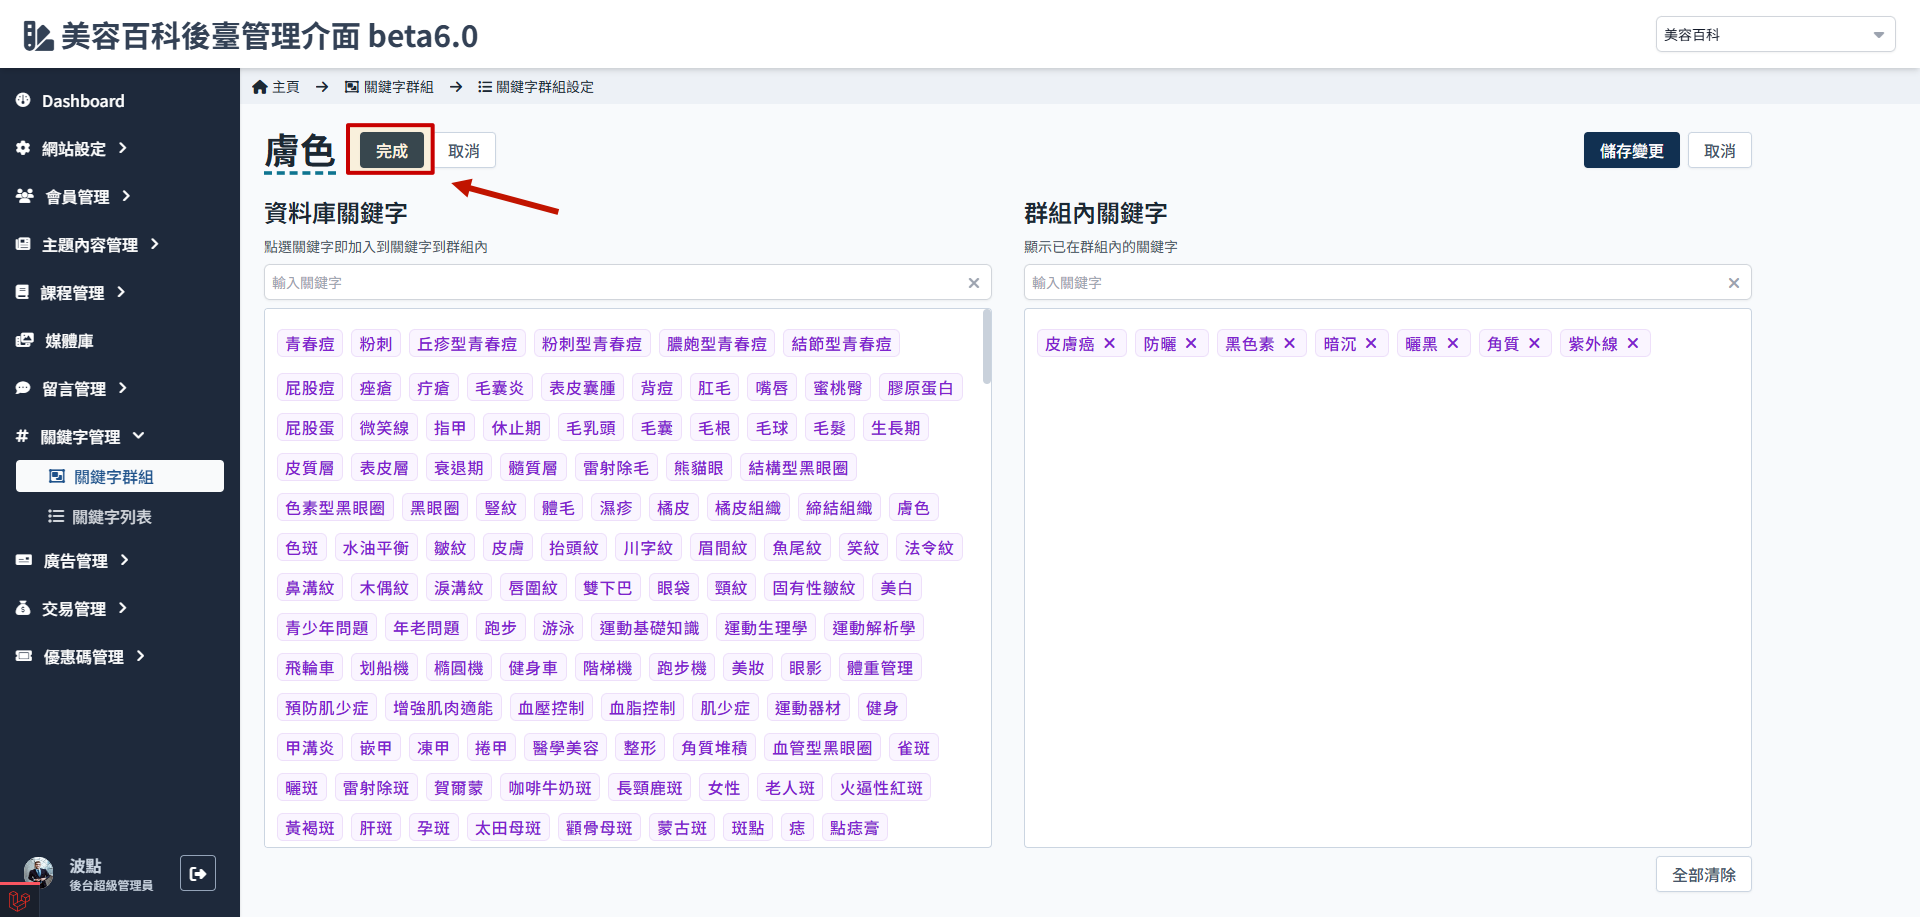 美容百科後臺管理介面 beta6.0
美容百科
Dashboard
網站設定
會員管理
主題內容管理
課程管理
媒體庫
留言管理
關鍵字管理
關鍵字群組
關鍵字列表
廣告管理
交易管理
優惠碼管理
波點
後台超級管理員
主頁 → 關鍵字群組 → 關鍵字群組設定
膚色 完成 取消
儲存變更 取消
資料庫關鍵字
點選關鍵字即加入到關鍵字到群組內
輸入關鍵字
青春痘 粉刺 丘疹型青春痘 粉刺型青春痘 膿皰型青春痘 結節型青春痘
屁股痘 痤瘡 疔瘡 毛囊炎 表皮囊腫 背痘 肛毛 嘴唇 蜜桃臀 膠原蛋白
屁股蛋 微笑線 指甲 休止期 毛乳頭 毛囊 毛根 毛球 毛髮 生長期
皮質層 表皮層 衰退期 髓質層 雷射除毛 熊貓眼 結構型黑眼圈
色素型黑眼圈 黑眼圈 豎紋 體毛 濕疹 橘皮 橘皮組織 締結組織 膚色
色斑 水油平衡 皺紋 皮膚 抬頭紋 川字紋 眉間紋 魚尾紋 笑紋 法令紋
鼻溝紋 木偶紋 淚溝紋 唇圍紋 雙下巴 眼袋 頸紋 固有性皺紋 美白
青少年問題 年老問題 跑步 游泳 運動基礎知識 運動生理學 運動解析學
飛輪車 划船機 橢圓機 健身車 階梯機 跑步機 美妝 眼影 體重管理
預防肌少症 增強肌肉適能 血壓控制 血脂控制 肌少症 運動器材 健身
甲溝炎 嵌甲 凍甲 捲甲 醫學美容 整形 角質堆積 血管型黑眼圈 雀斑
曬斑 雷射除斑 賀爾蒙 咖啡牛奶斑 長頸鹿斑 女性 老人斑 火逼性紅斑
黃褐斑 肝斑 孕斑 太田母斑 顴骨母斑 蒙古斑 斑點 痣 點痣膏
群組內關鍵字
顯示已在群組內的關鍵字
輸入關鍵字
皮膚癌 防曬 黑色素 暗沉 曬黑 角質 紫外線
全部清除